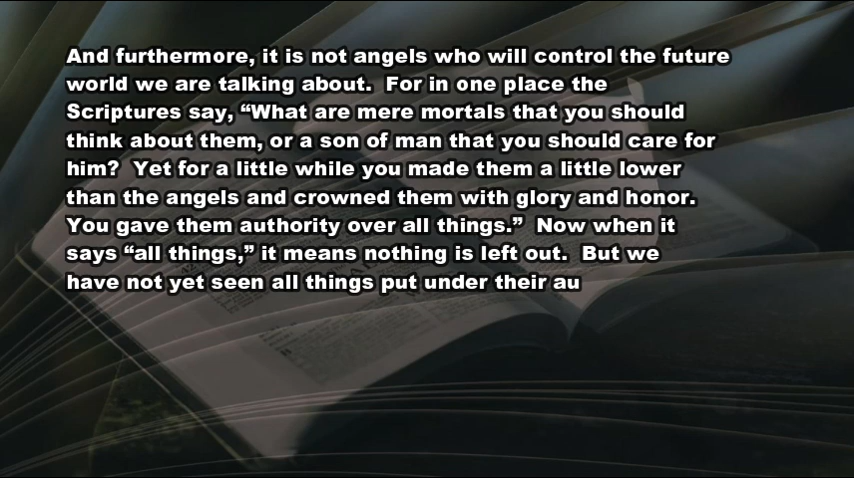 And furthermore, it is not angels who will control the future
world we are talking about.  For in one place the
Scriptures say, “What are mere mortals that you should
think about them, or a son of man that you should care for
him?  Yet for a little while you made them a little lower
than the angels and crowned them with glory and honor.
You gave them authority over all things.”  Now when it
says “all things,” it means nothing is left out.  But we
have not yet seen all things put under their au